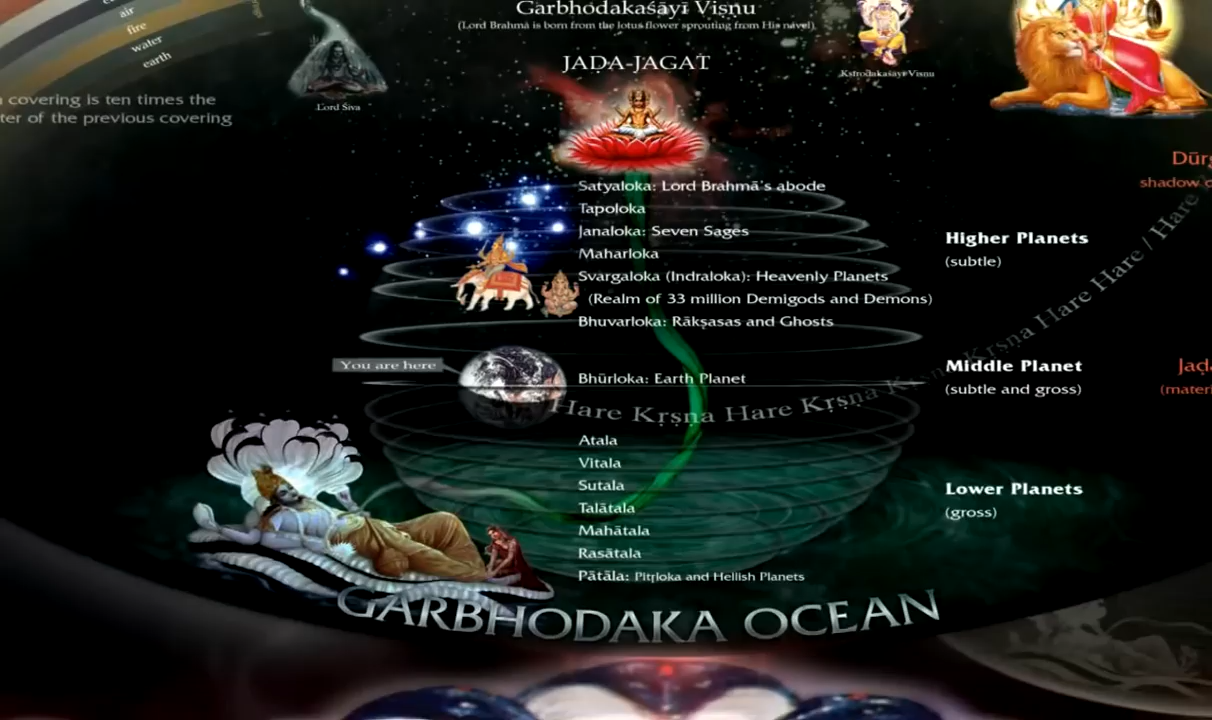 air
fire
water
earth
covering is ten times the
of the previous covering
Lord Śiva
Garbhodakaśāyī Viṣṇu
(Lord Brahmā is born from the lotus flower sprouting from His navel).
JAḌA-JAGAT
Kṣīrodakaśāyī Viṣṇu
Satyaloka: Lord Brahmā's abode
Tapoloka
Janaloka: Seven Sages
Maharloka
Svargaloka (Indraloka): Heavenly Planets
(Realm of 33 million Demigods and Demons)
Bhuvarloka: Rākṣasas and Ghosts
Higher Planets
(subtle)
You are here
Bhūrloka: Earth Planet
Middle Planet
(subtle and gross)
Hare Kṛṣṇa Hare Kṛṣṇa Kṛṣṇa Kṛṣṇa Hare Hare / Hare
Atala
Vitala
Sutala
Talātala
Mahātala
Rasātala
Pātāla: Pitṛloka and Hellish Planets
Lower Planets
(gross)
GARBHODAKA OCEAN
shadow